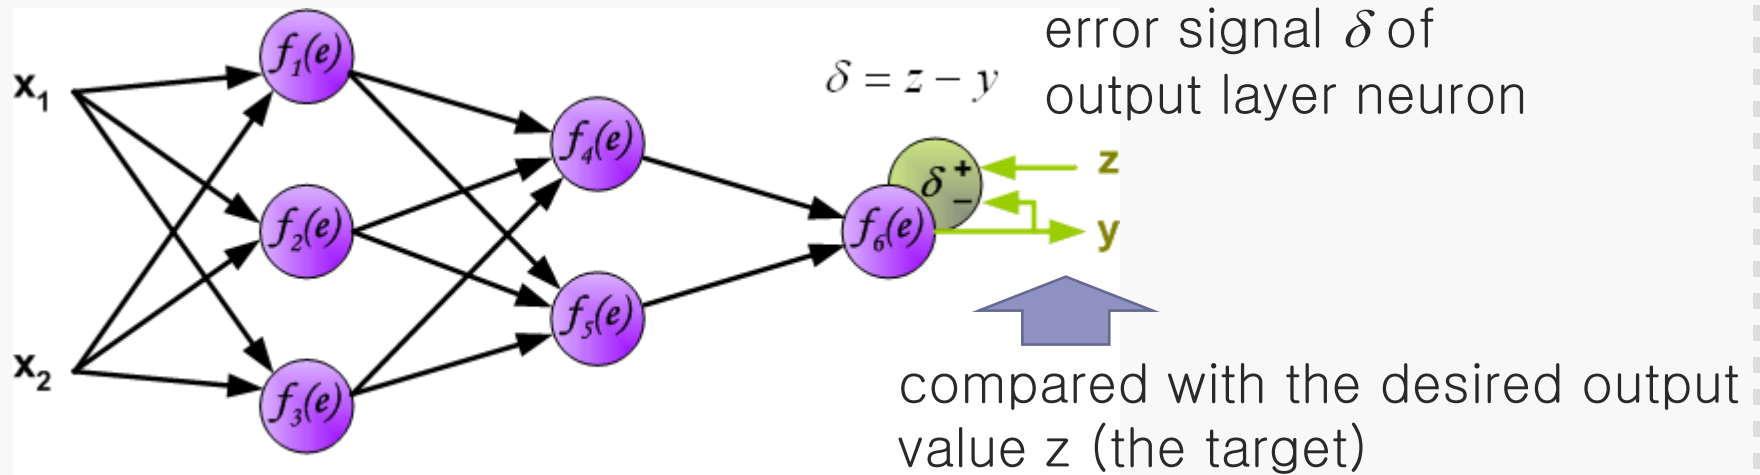 error signal δ of
output layer neuron
δ = z − y
x₁
x₂
f₁(e)
f₂(e)
f₃(e)
f₄(e)
f₅(e)
f₆(e)
δ
+
−
z
y
compared with the desired output
value z (the target)